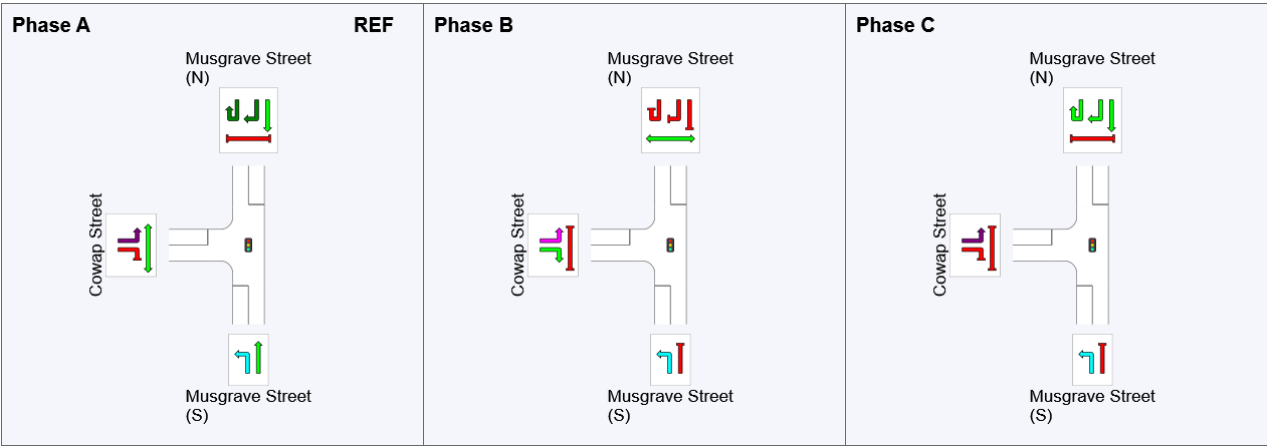 Phase A
REF
Musgrave Street
(N)
Cowap Street
Musgrave Street
(S)
Phase B
Musgrave Street
(N)
Cowap Street
Musgrave Street
(S)
Phase C
Musgrave Street
(N)
Cowap Street
Musgrave Street
(S)